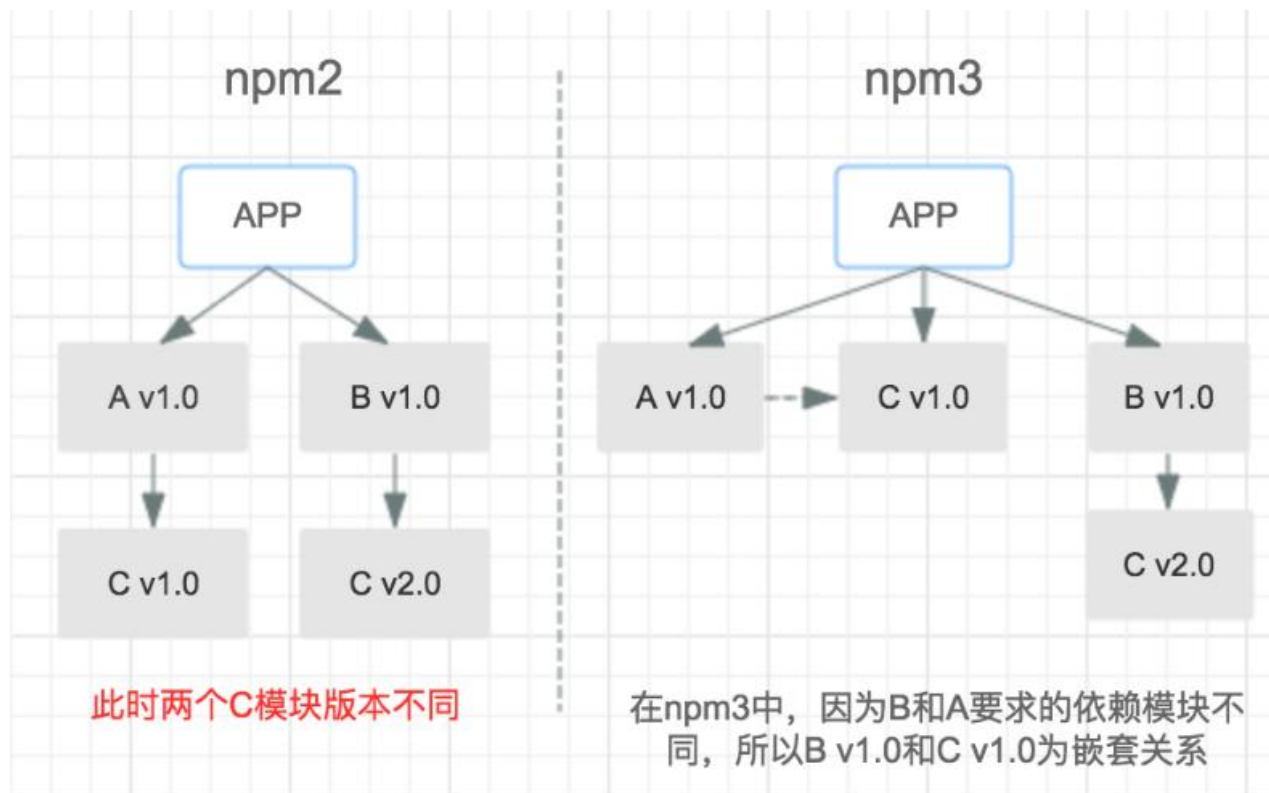 npm2
APP
A v1.0
B v1.0
C v1.0
C v2.0
此时两个C模块版本不同
npm3
APP
A v1.0
C v1.0
B v1.0
C v2.0
在npm3中，因为B和A要求的依赖模块不
同，所以B v1.0和C v1.0为嵌套关系